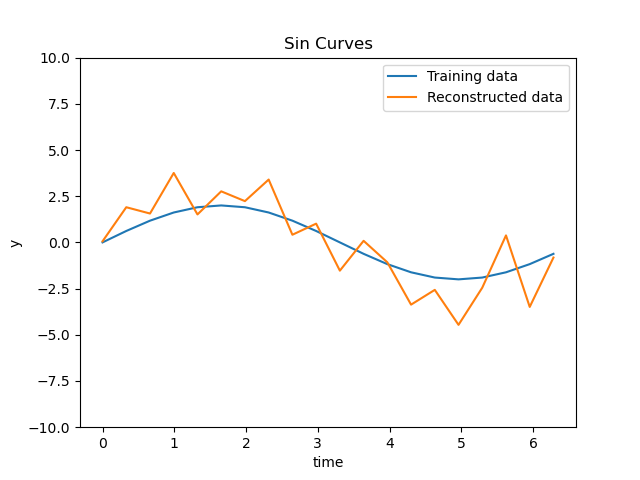 Sin Curves
Training data
Reconstructed data
10.0
7.5
5.0
2.5
0.0
−2.5
−5.0
−7.5
−10.0
y
0 1 2 3 4 5 6
time